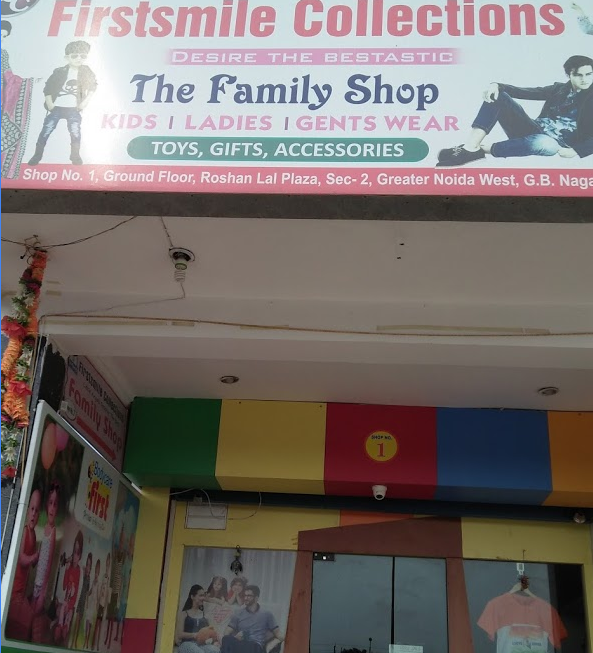 Firstsmile Collections
DESIRE THE BESTASTIC
The Family Shop
KIDS | LADIES | GENTS WEAR
TOYS, GIFTS, ACCESSORIES
Shop No. 1, Ground Floor, Roshan Lal Plaza, Sec- 2, Greater Noida West, G.B. Naga
Firstsmile
Family Shop
SHOP NO.
1
first